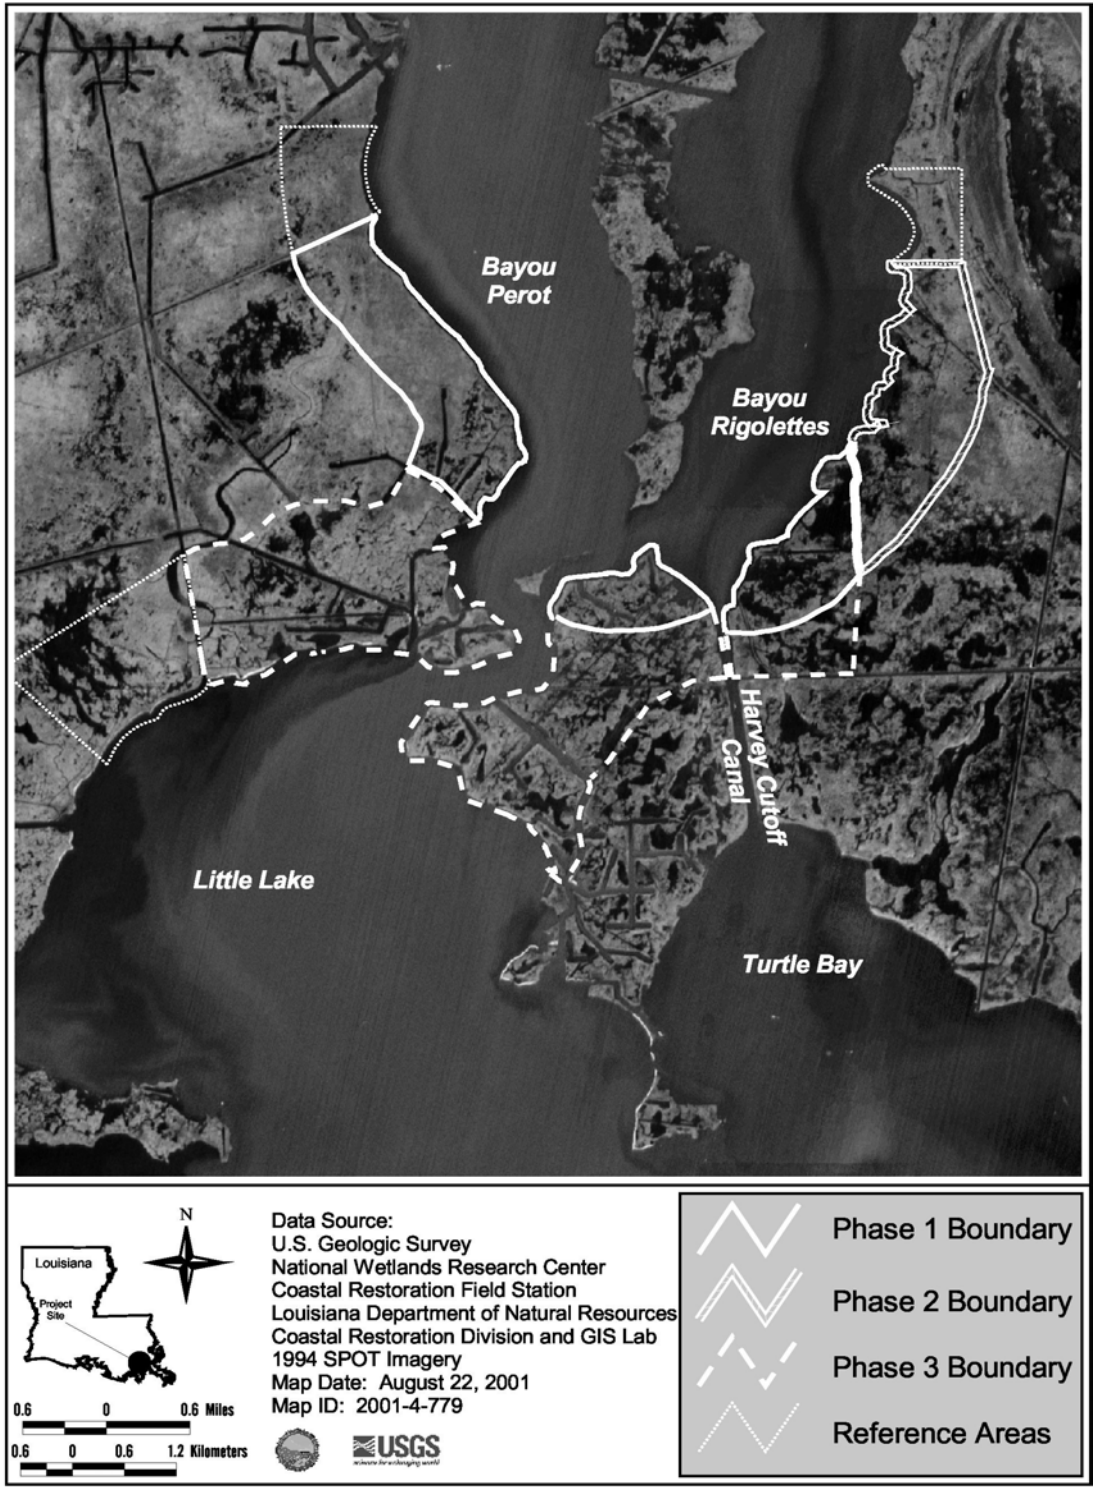 Bayou
Perot
Bayou
Rigolettes
Harvey Cutoff
Canal
Little Lake
Turtle Bay
N
Louisiana
Project
Site
0.6 0 0.6 Miles
0.6 0 0.6 1.2 Kilometers
Data Source:
U.S. Geologic Survey
National Wetlands Research Center
Coastal Restoration Field Station
Louisiana Department of Natural Resources
Coastal Restoration Division and GIS Lab
1994 SPOT Imagery
Map Date: August 22, 2001
Map ID: 2001-4-779
USGS
science for a changing world
Phase 1 Boundary
Phase 2 Boundary
Phase 3 Boundary
Reference Areas